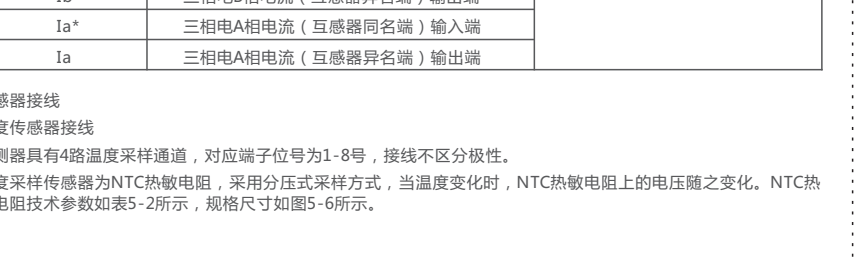 Ib 三相电B相电流（互感器异名端）输出端
Ia* 三相电A相电流（互感器同名端）输入端
Ia 三相电A相电流（互感器异名端）输出端
感器接线
度传感器接线
测器具有4路温度采样通道，对应端子位号为1-8号，接线不区分极性。
度采样传感器为NTC热敏电阻，采用分压式采样方式，当温度变化时，NTC热敏电阻上的电压随之变化。NTC热
电阻技术参数如表5-2所示，规格尺寸如图5-6所示。